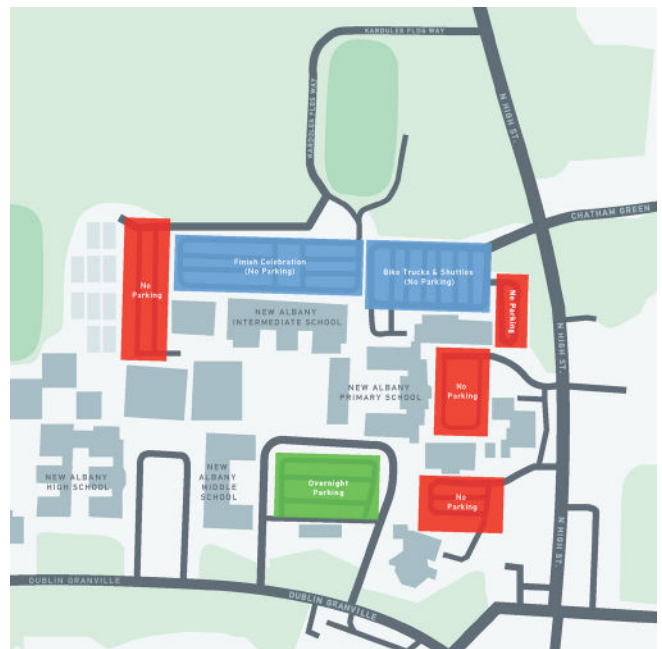 KARDULES FLDS WAY
KARDULES FLDS WAY
N HIGH ST.
CHATHAM GREEN
Finish Celebration
(No Parking)
Bike Trucks & Shuttles
(No Parking)
No
Parking
No Parking
NEW ALBANY
INTERMEDIATE SCHOOL
N HIGH ST.
NEW ALBANY
PRIMARY SCHOOL
No
Parking
NEW ALBANY
HIGH SCHOOL
NEW
ALBANY
MIDDLE
SCHOOL
Overnight
Parking
No
Parking
N HIGH ST.
DUBLIN GRANVILLE
DUBLIN GRANVILLE